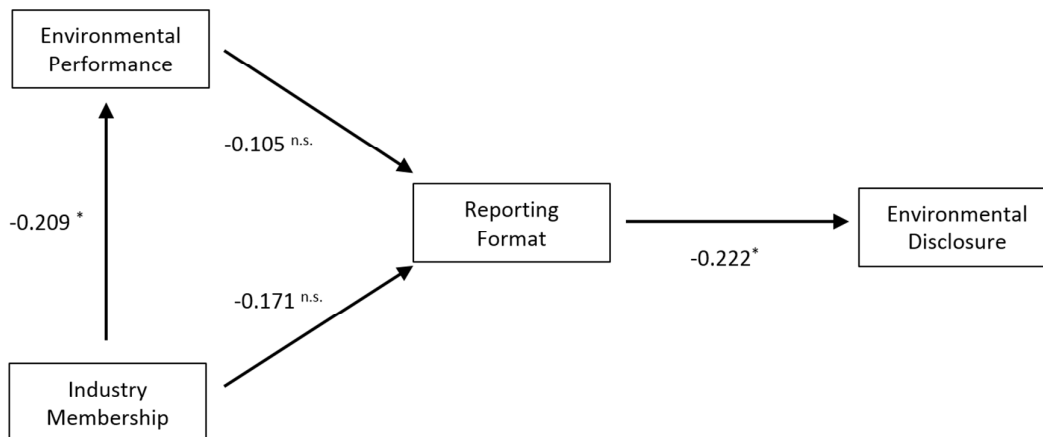 Environmental
Performance
-0.105 n.s.
-0.209 *
Reporting
Format
-0.222*
Environmental
Disclosure
-0.171 n.s.
Industry
Membership